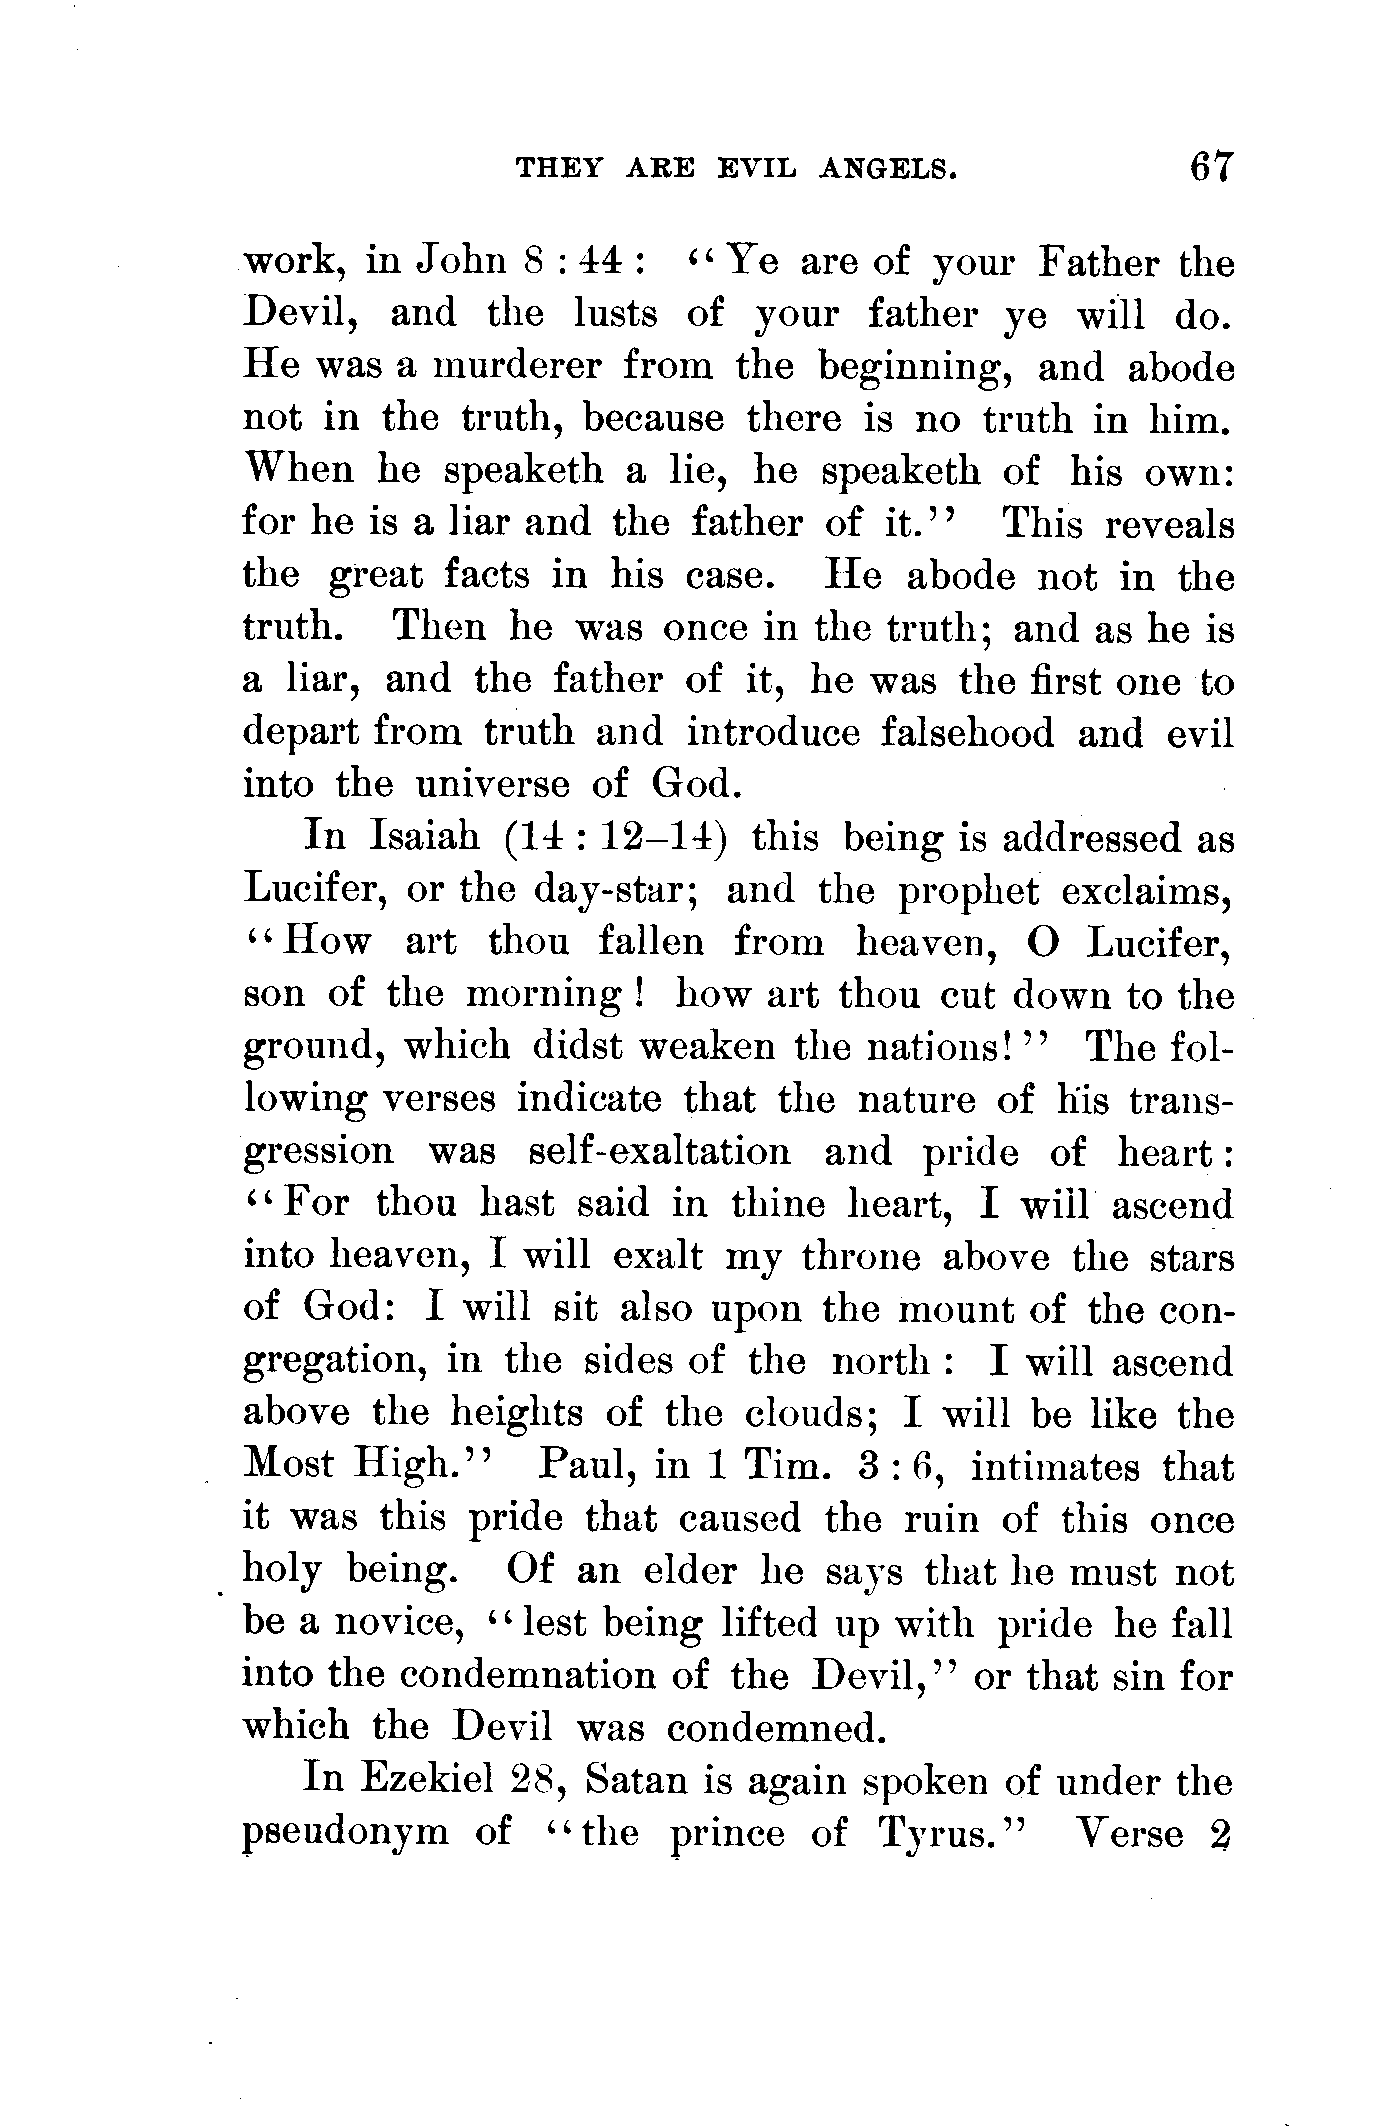 THEY ARE EVIL ANGELS. 67
work, in John 8 : 44 : "Ye are of your Father the
Devil, and the lusts of your father ye will do.
He was a murderer from the beginning, and abode
not in the truth, because there is no truth in him.
When he speaketh a lie, he speaketh of his own:
for he is a liar and the father of it." This reveals
the great facts in his case. He abode not in the
truth. Then he was once in the truth; and as he is
a liar, and the father of it, he was the first one to
depart from truth and introduce falsehood and evil
into the universe of God.
In Isaiah (14 : 12–14) this being is addressed as
Lucifer, or the day-star; and the prophet exclaims,
"How art thou fallen from heaven, O Lucifer,
son of the morning ! how art thou cut down to the
ground, which didst weaken the nations!" The fol-
lowing verses indicate that the nature of his trans-
gression was self-exaltation and pride of heart :
"For thou hast said in thine heart, I will ascend
into heaven, I will exalt my throne above the stars
of God: I will sit also upon the mount of the con-
gregation, in the sides of the north : I will ascend
above the heights of the clouds; I will be like the
Most High." Paul, in 1 Tim. 3 : 6, intimates that
it was this pride that caused the ruin of this once
holy being. Of an elder he says that he must not
be a novice, "lest being lifted up with pride he fall
into the condemnation of the Devil," or that sin for
which the Devil was condemned.
In Ezekiel 28, Satan is again spoken of under the
pseudonym of "the prince of Tyrus." Verse 2